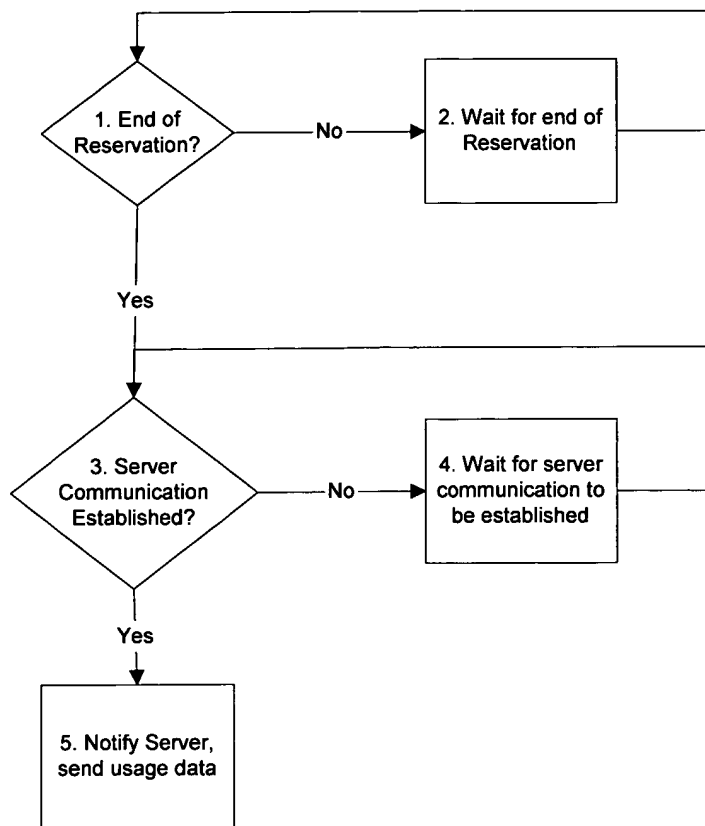 1. End of
Reservation?
No
2. Wait for end of
Reservation
Yes
3. Server
Communication
Established?
No
4. Wait for server
communication to
be established
Yes
5. Notify Server,
send usage data